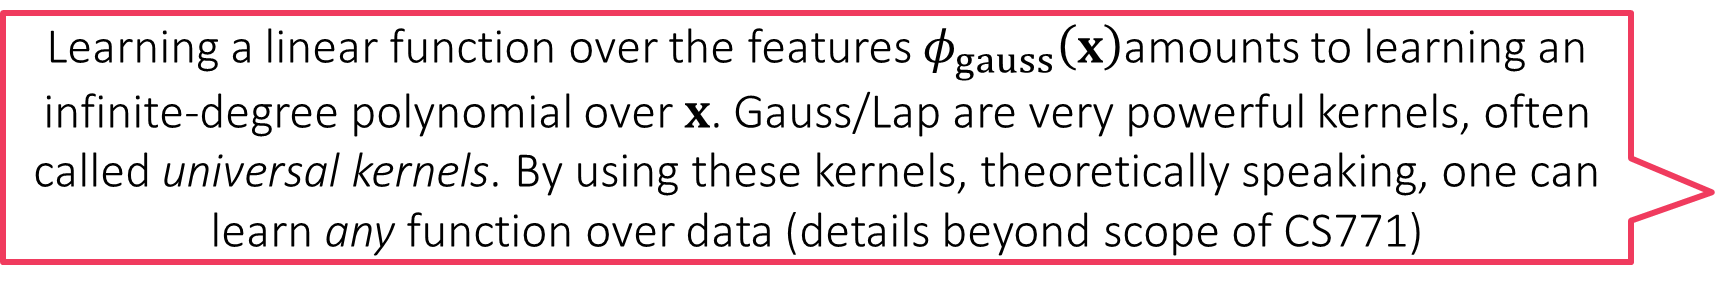 Learning a linear function over the features ϕgauss(𝐱)amounts to learning an
infinite-degree polynomial over 𝐱. Gauss/Lap are very powerful kernels, often
called universal kernels. By using these kernels, theoretically speaking, one can
learn any function over data (details beyond scope of CS771)